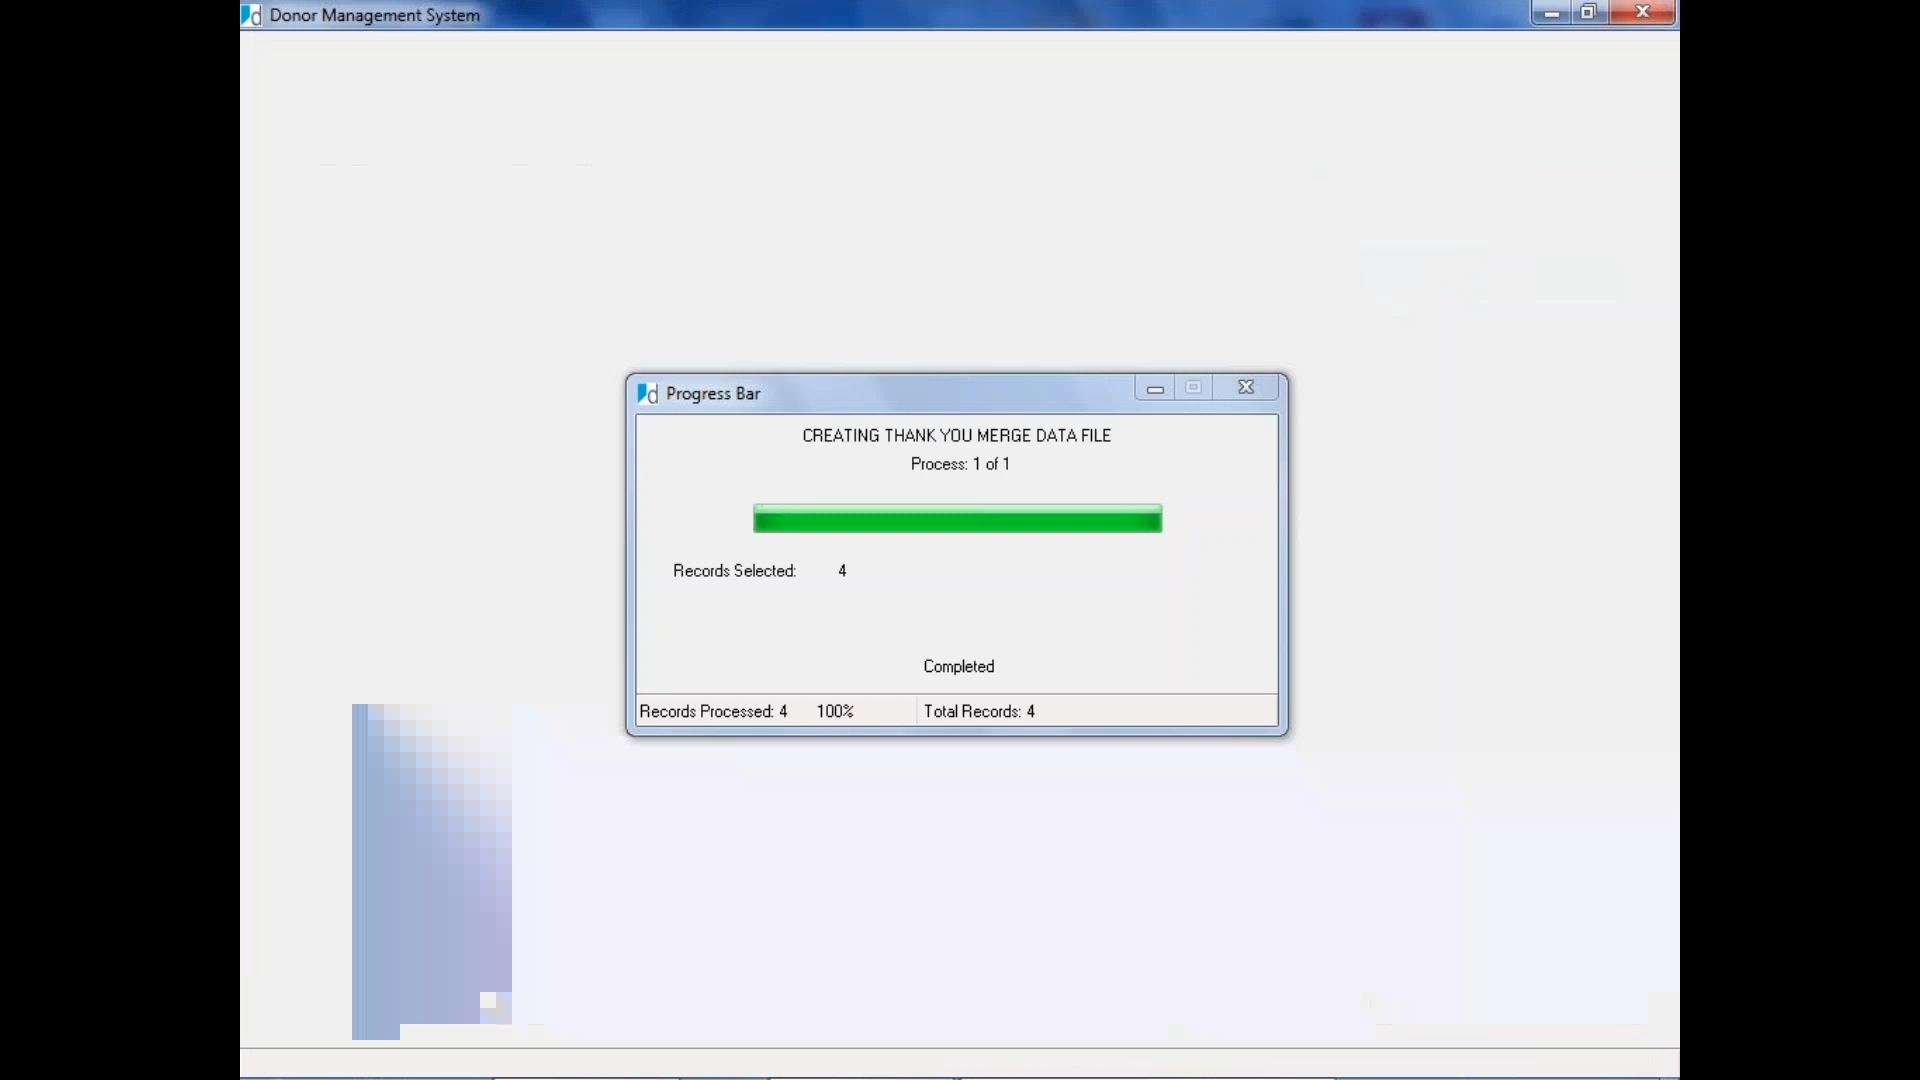 Donor Management System
Progress Bar
CREATING THANK YOU MERGE DATA FILE
Process: 1 of 1
Records Selected: 4
Completed
Records Processed: 4 100% Total Records: 4